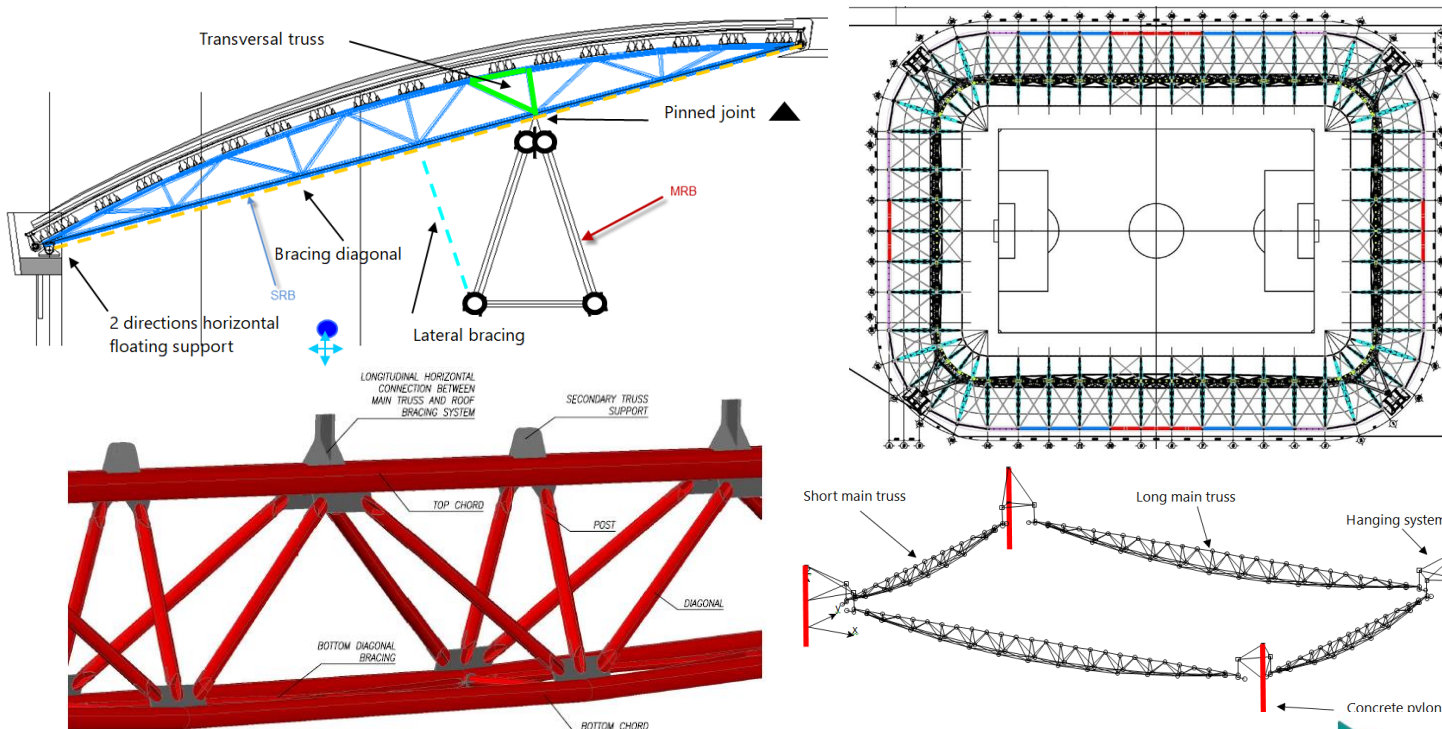 Transversal truss
Pinned joint
MRB
Bracing diagonal
SRB
2 directions horizontal
floating support
Lateral bracing
LONGITUDINAL HORIZONTAL
CONNECTION BETWEEN
MAIN TRUSS AND ROOF
BRACING SYSTEM
SECONDARY TRUSS
SUPPORT
TOP CHORD
POST
DIAGONAL
BOTTOM DIAGONAL
BRACING
BOTTOM CHORD
Short main truss
Long main truss
Hanging system
Y
X
Concrete pylon